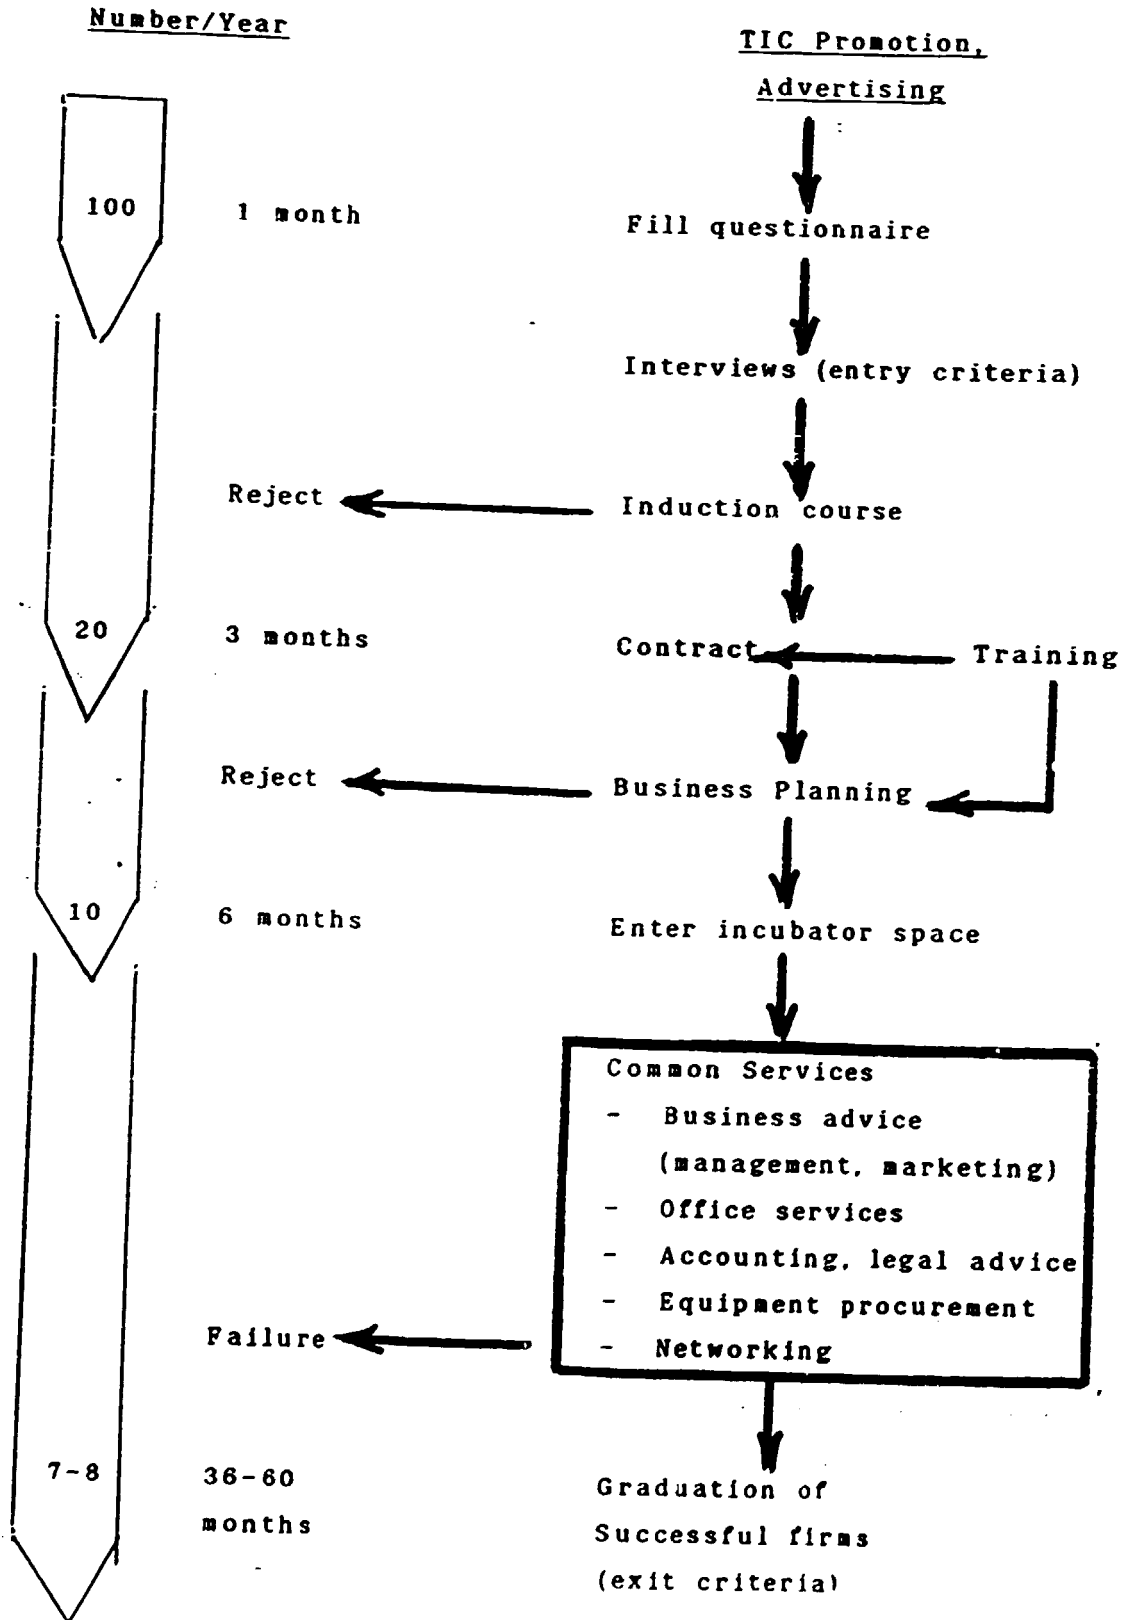 Number/Year
TIC Promotion,
Advertising
100
1 month
Fill questionnaire
Interviews (entry criteria)
Reject
Induction course
20
3 months
Contract
Training
Reject
Business Planning
10
6 months
Enter incubator space
Common Services
- Business advice
(management, marketing)
- Office services
- Accounting, legal advice
- Equipment procurement
- Networking
Failure
7-8
36-60
months
Graduation of
Successful firms
(exit criteria)